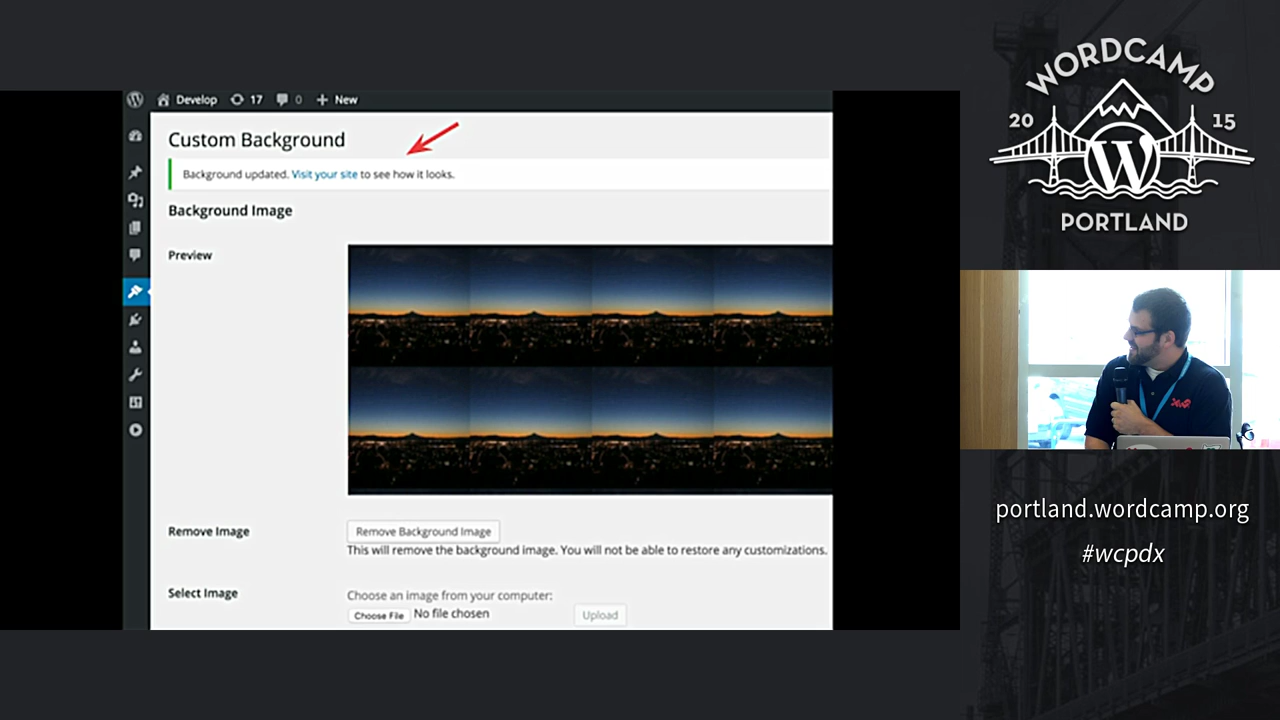 Develop 17 0 + New
Custom Background
Background updated. Visit your site to see how it looks.
Background Image
Preview
Remove Image
Remove Background Image
This will remove the background image. You will not be able to restore any customizations.
Select Image
Choose an image from your computer:
Choose File No file chosen
Upload
WORDCAMP
20 15
W
PORTLAND
portland.wordcamp.org
#wcpdx